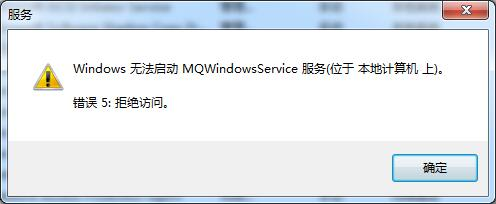 服务
Windows 无法启动 MQWindowsService 服务(位于 本地计算机 上)。
错误 5: 拒绝访问。
确定